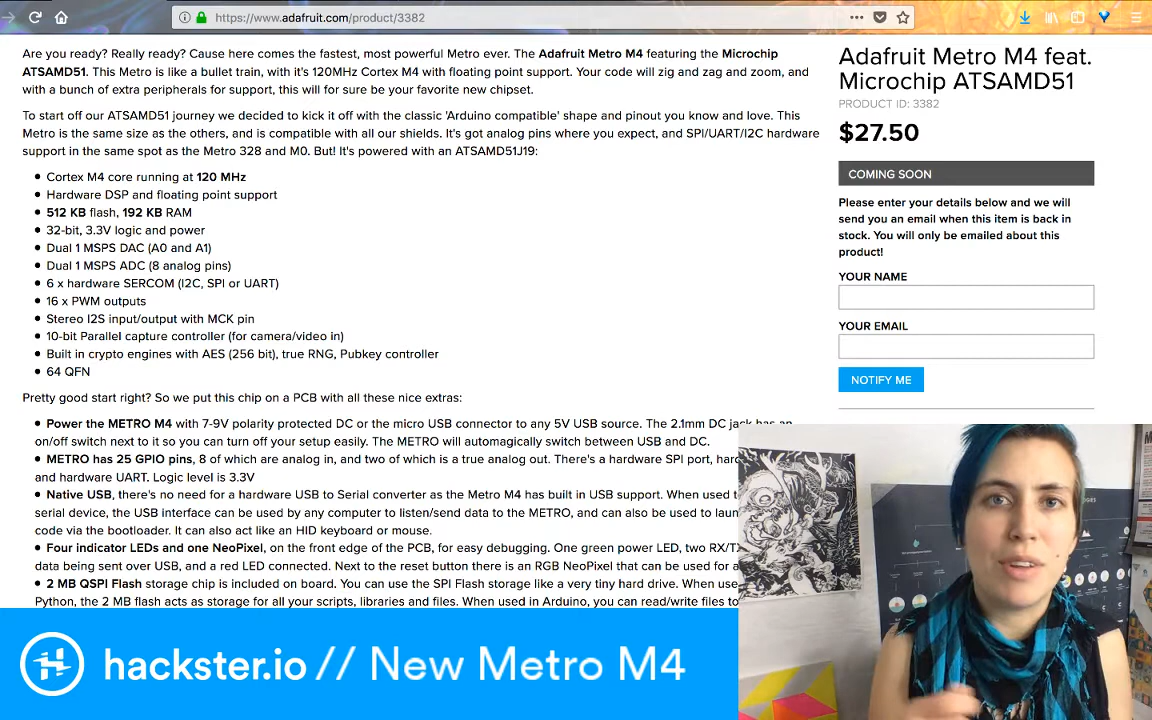 https://www.adafruit.com/product/3382
Are you ready? Really ready? Cause here comes the fastest, most powerful Metro ever. The Adafruit Metro M4 featuring the Microchip
ATSAMD51. This Metro is like a bullet train, with it's 120MHz Cortex M4 with floating point support. Your code will zig and zag and zoom, and
with a bunch of extra peripherals for support, this will for sure be your favorite new chipset.
To start off our ATSAMD51 journey we decided to kick it off with the classic 'Arduino compatible' shape and pinout you know and love. This
Metro is the same size as the others, and is compatible with all our shields. It's got analog pins where you expect, and SPI/UART/I2C hardware
support in the same spot as the Metro 328 and M0. But! It's powered with an ATSAMD51J19:
Cortex M4 core running at 120 MHz
Hardware DSP and floating point support
512 KB flash, 192 KB RAM
32-bit, 3.3V logic and power
Dual 1 MSPS DAC (A0 and A1)
Dual 1 MSPS ADC (8 analog pins)
6 x hardware SERCOM (I2C, SPI or UART)
16 x PWM outputs
Stereo I2S input/output with MCK pin
10-bit Parallel capture controller (for camera/video in)
Built in crypto engines with AES (256 bit), true RNG, Pubkey controller
64 QFN
Pretty good start right? So we put this chip on a PCB with all these nice extras:
Power the METRO M4 with 7-9V polarity protected DC or the micro USB connector to any 5V USB source. The 2.1mm DC jack has an
on/off switch next to it so you can turn off your setup easily. The METRO will automagically switch between USB and DC.
METRO has 25 GPIO pins, 8 of which are analog in, and two of which is a true analog out. There's a hardware SPI port,
and hardware UART. Logic level is 3.3V
Native USB, there's no need for a hardware USB to Serial converter as the Metro M4 has built in USB support. When used
serial device, the USB interface can be used by any computer to listen/send data to the METRO, and can also be used to
code via the bootloader. It can also act like an HID keyboard or mouse.
Four indicator LEDs and one NeoPixel, on the front edge of the PCB, for easy debugging. One green power LED, two
data being sent over USB, and a red LED connected. Next to the reset button there is an RGB NeoPixel that can be used for
2 MB QSPI Flash storage chip is included on board. You can use the SPI Flash storage like a very tiny hard drive. When
Python, the 2 MB flash acts as storage for all your scripts, libraries and files. When used in Arduino, you can read/write files
Adafruit Metro M4 feat.
Microchip ATSAMD51
PRODUCT ID: 3382
$27.50
COMING SOON
Please enter your details below and we will
send you an email when this item is back in
stock. You will only be emailed about this
product!
YOUR NAME
YOUR EMAIL
NOTIFY ME
hackster.io // New Metro M4